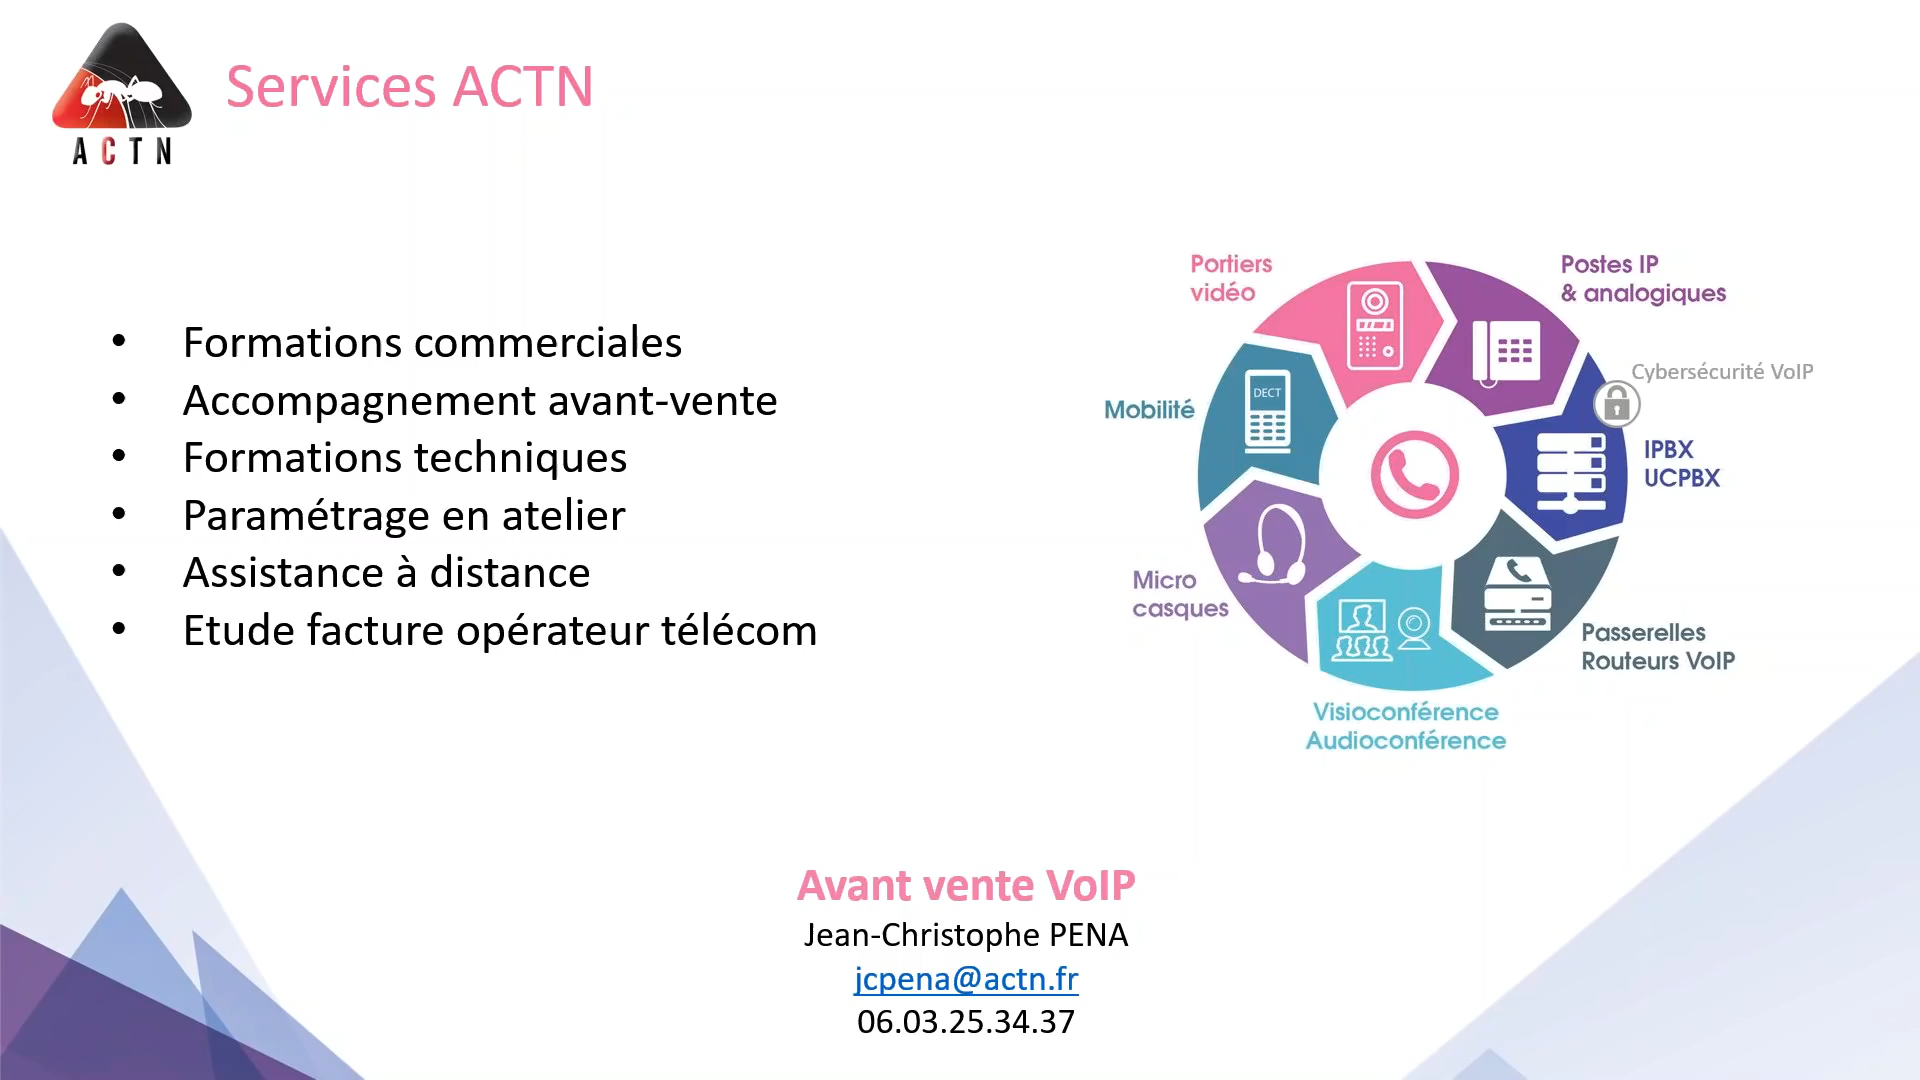 ACTN
Services ACTN
• Formations commerciales
• Accompagnement avant-vente
• Formations techniques
• Paramétrage en atelier
• Assistance à distance
• Etude facture opérateur télécom
Portiers
vidéo
Postes IP
& analogiques
Cybersécurité VoIP
DECT
Mobilité
IPBX
UCPBX
Micro
casques
Passerelles
Routeurs VoIP
Visioconférence
Audioconférence
Avant vente VoIP
Jean-Christophe PENA
jcpena@actn.fr
06.03.25.34.37